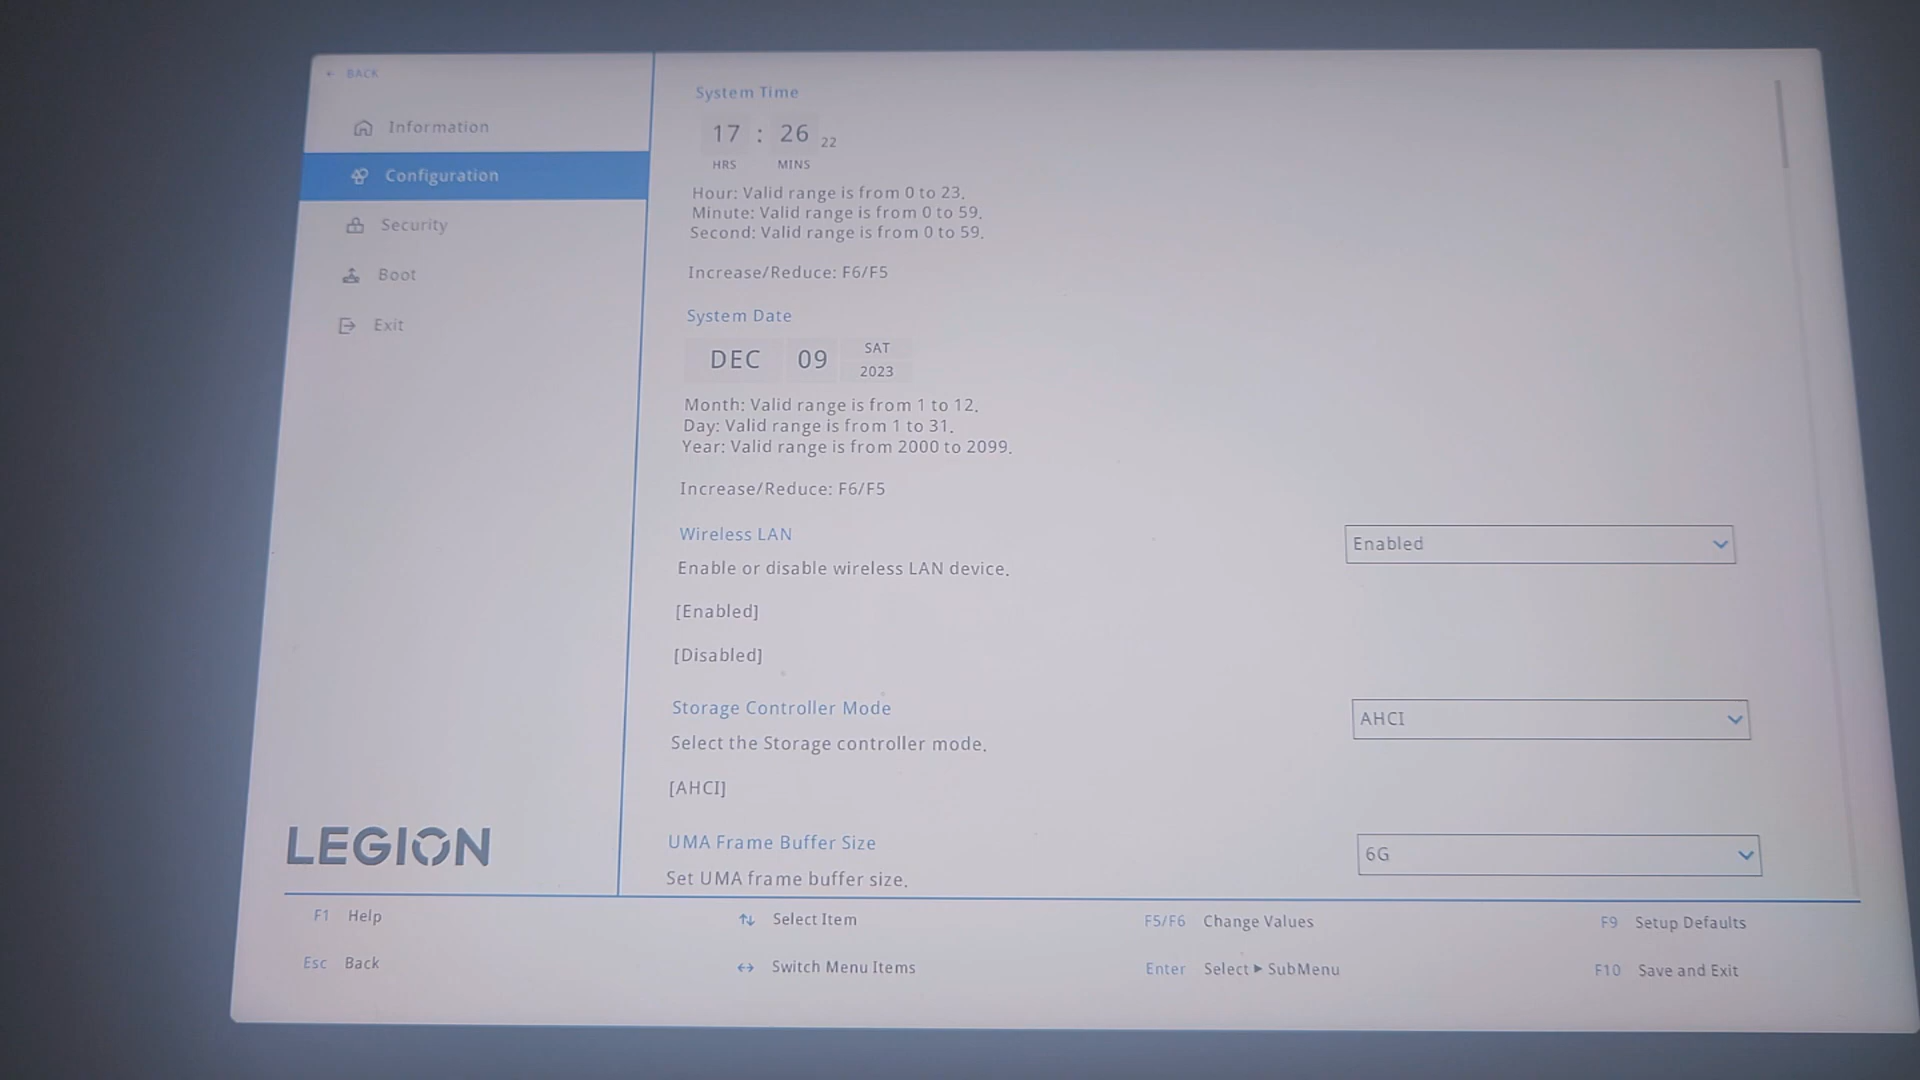 ← BACK
Information
Configuration
Security
Boot
Exit
LEGION
System Time
17 : 26 22
HRS MINS
Hour: Valid range is from 0 to 23.
Minute: Valid range is from 0 to 59.
Second: Valid range is from 0 to 59.
Increase/Reduce: F6/F5
System Date
DEC 09 SAT 2023
Month: Valid range is from 1 to 12.
Day: Valid range is from 1 to 31.
Year: Valid range is from 2000 to 2099.
Increase/Reduce: F6/F5
Wireless LAN Enabled
Enable or disable wireless LAN device.
[Enabled]
[Disabled]
Storage Controller Mode AHCI
Select the Storage controller mode.
[AHCI]
UMA Frame Buffer Size 6G
Set UMA frame buffer size.
F1 Help ↑↓ Select Item F5/F6 Change Values F9 Setup Defaults
Esc Back ↔ Switch Menu Items Enter Select ▶ SubMenu F10 Save and Exit